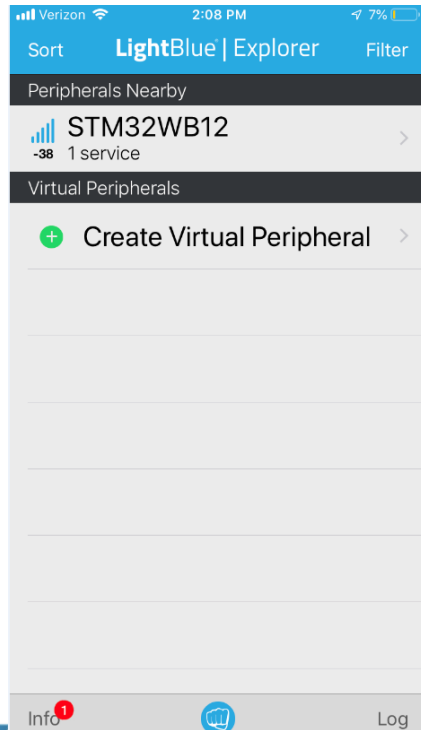 Verizon 2:08 PM 7%
Sort LightBlue | Explorer Filter
Peripherals Nearby
STM32WB12
-38 1 service
Virtual Peripherals
Create Virtual Peripheral
Info 1 Log